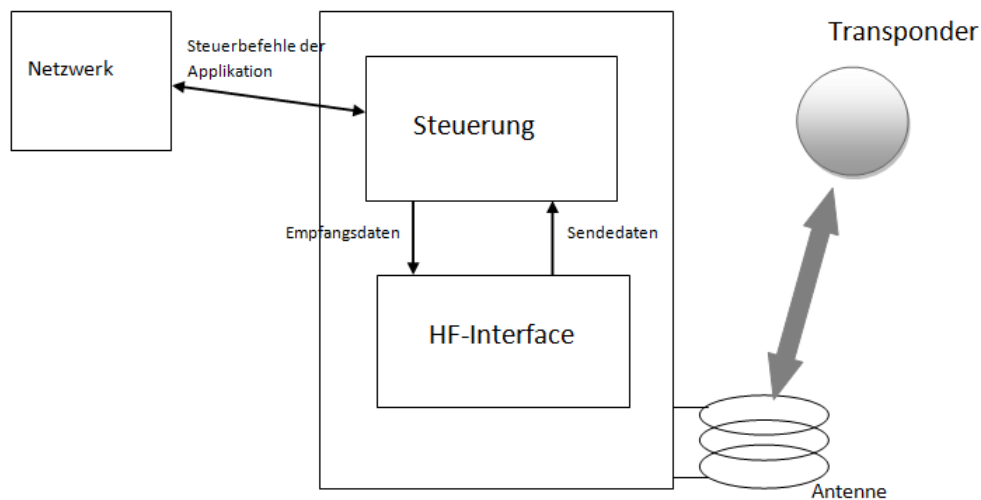 Transponder
Steuerbefehle der
Applikation
Netzwerk
Steuerung
Empfangsdaten
Sendedaten
HF-Interface
Antenne